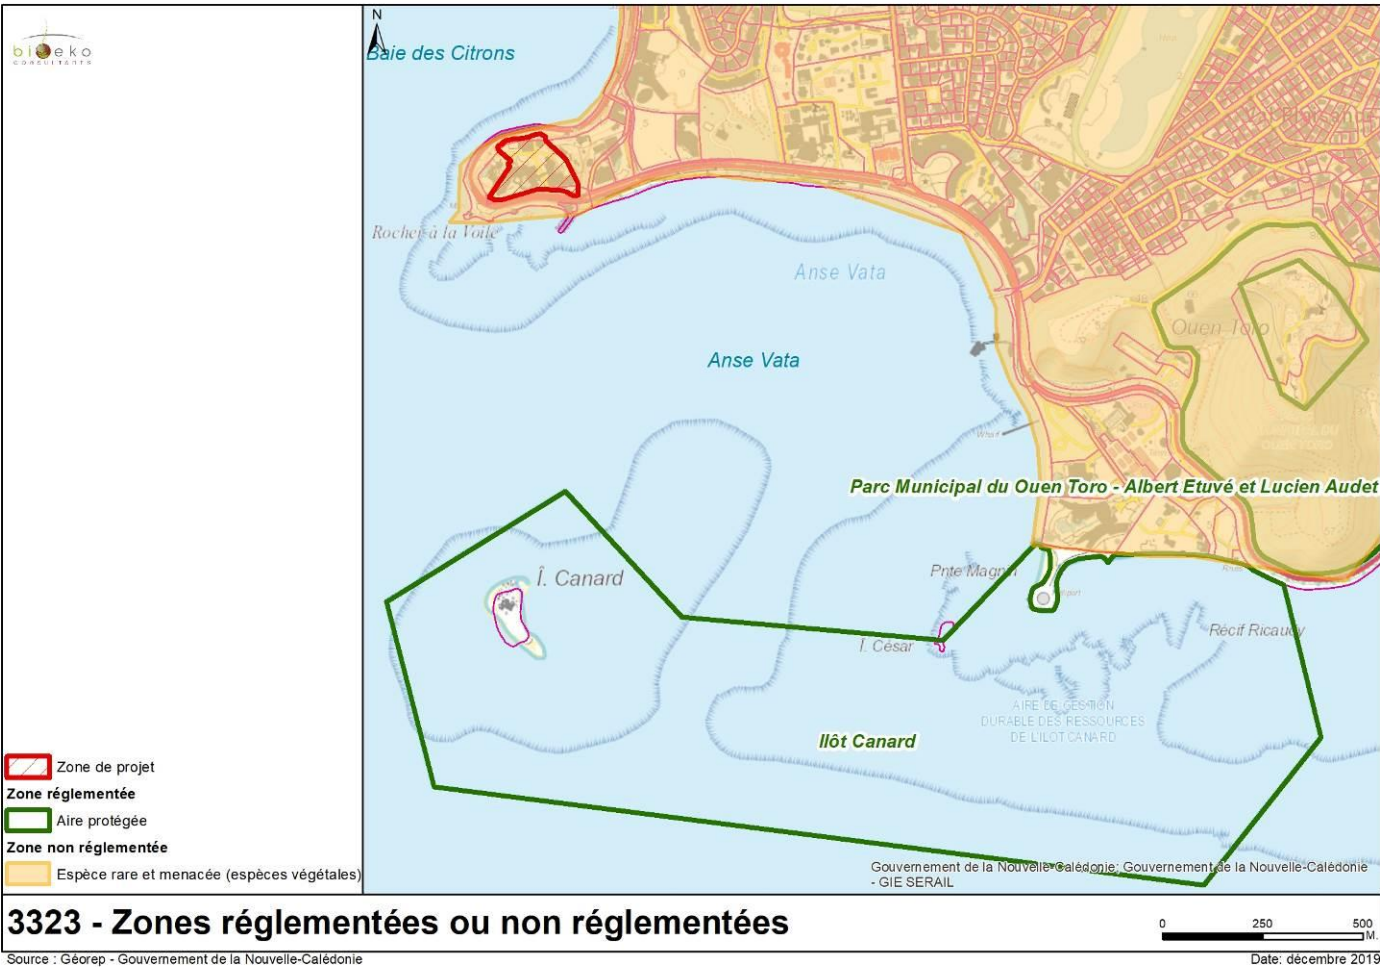 bioeko
CONSULTANTS
N
Baie des Citrons
Rocher à la Voile
Anse Vata
Anse Vata
Ouen Toro
Wharf
Parc Municipal du Ouen Toro - Albert Etuvé et Lucien Audet
Î. Canard
Pnte Magnin
Î. César
Récif Ricaudy
AIRE DE GESTION
DURABLE DES RESSOURCES
DE L'ILOT CANARD
Ilôt Canard
Zone de projet
Zone réglementée
Aire protégée
Zone non réglementée
Espèce rare et menacée (espèces végétales)
Gouvernement de la Nouvelle-Calédonie; Gouvernement de la Nouvelle-Calédonie
- GIE SERAIL
3323 - Zones réglementées ou non réglementées
0 250 500
M.
Source : Géorep - Gouvernement de la Nouvelle-Calédonie
Date: décembre 2019